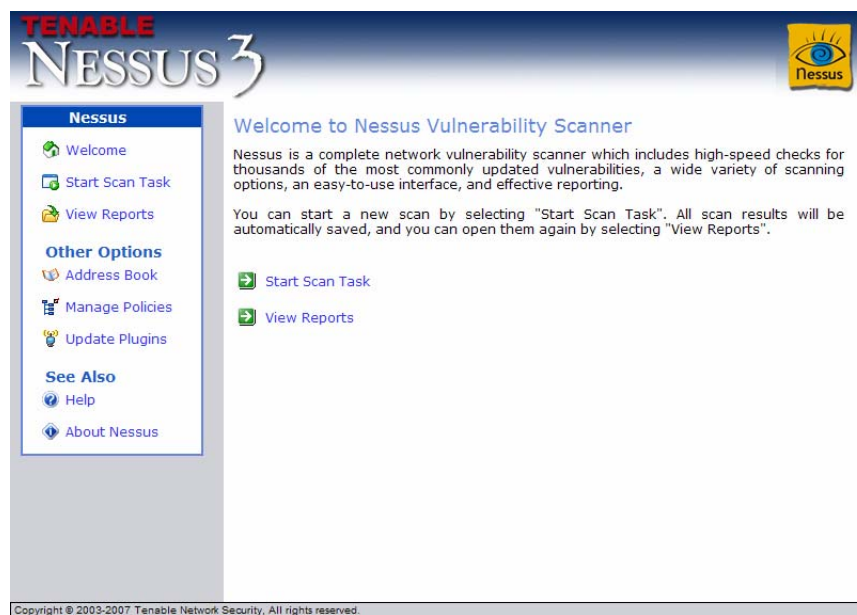 TENABLE
NESSUS 3
Nessus
Nessus
Welcome
Start Scan Task
View Reports
Other Options
Address Book
Manage Policies
Update Plugins
See Also
Help
About Nessus
Welcome to Nessus Vulnerability Scanner
Nessus is a complete network vulnerability scanner which includes high-speed checks for
thousands of the most commonly updated vulnerabilities, a wide variety of scanning
options, an easy-to-use interface, and effective reporting.
You can start a new scan by selecting "Start Scan Task". All scan results will be
automatically saved, and you can open them again by selecting "View Reports".
Start Scan Task
View Reports
Copyright © 2003-2007 Tenable Network Security, All rights reserved.